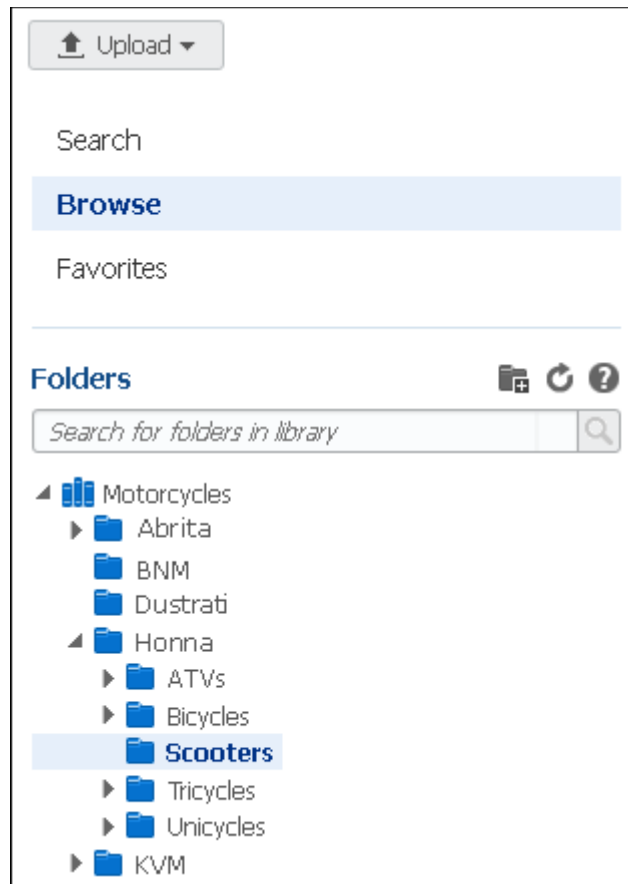 Upload
Search
Browse
Favorites
Folders
Search for folders in library
Motorcycles
Abrita
BNM
Dustrati
Honna
ATVs
Bicycles
Scooters
Tricycles
Unicycles
KVM